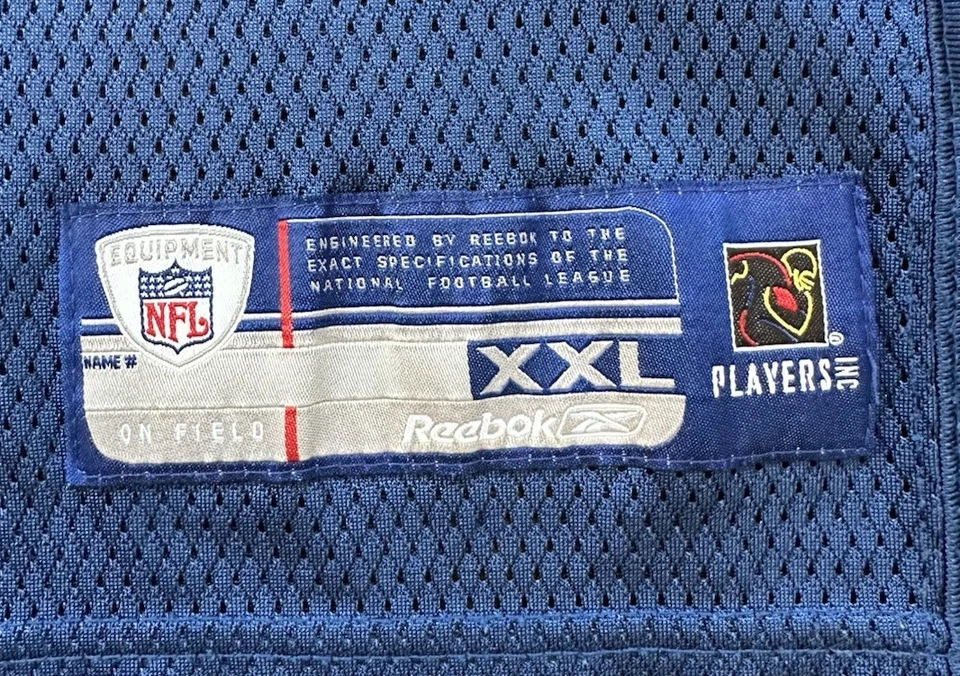 EQUIPMENT
NFL
ENGINEERED BY REEBOK TO THE
EXACT SPECIFICATIONS OF THE
NATIONAL FOOTBALL LEAGUE
NAME #
XXL
ON FIELD
Reebok
PLAYERS INC